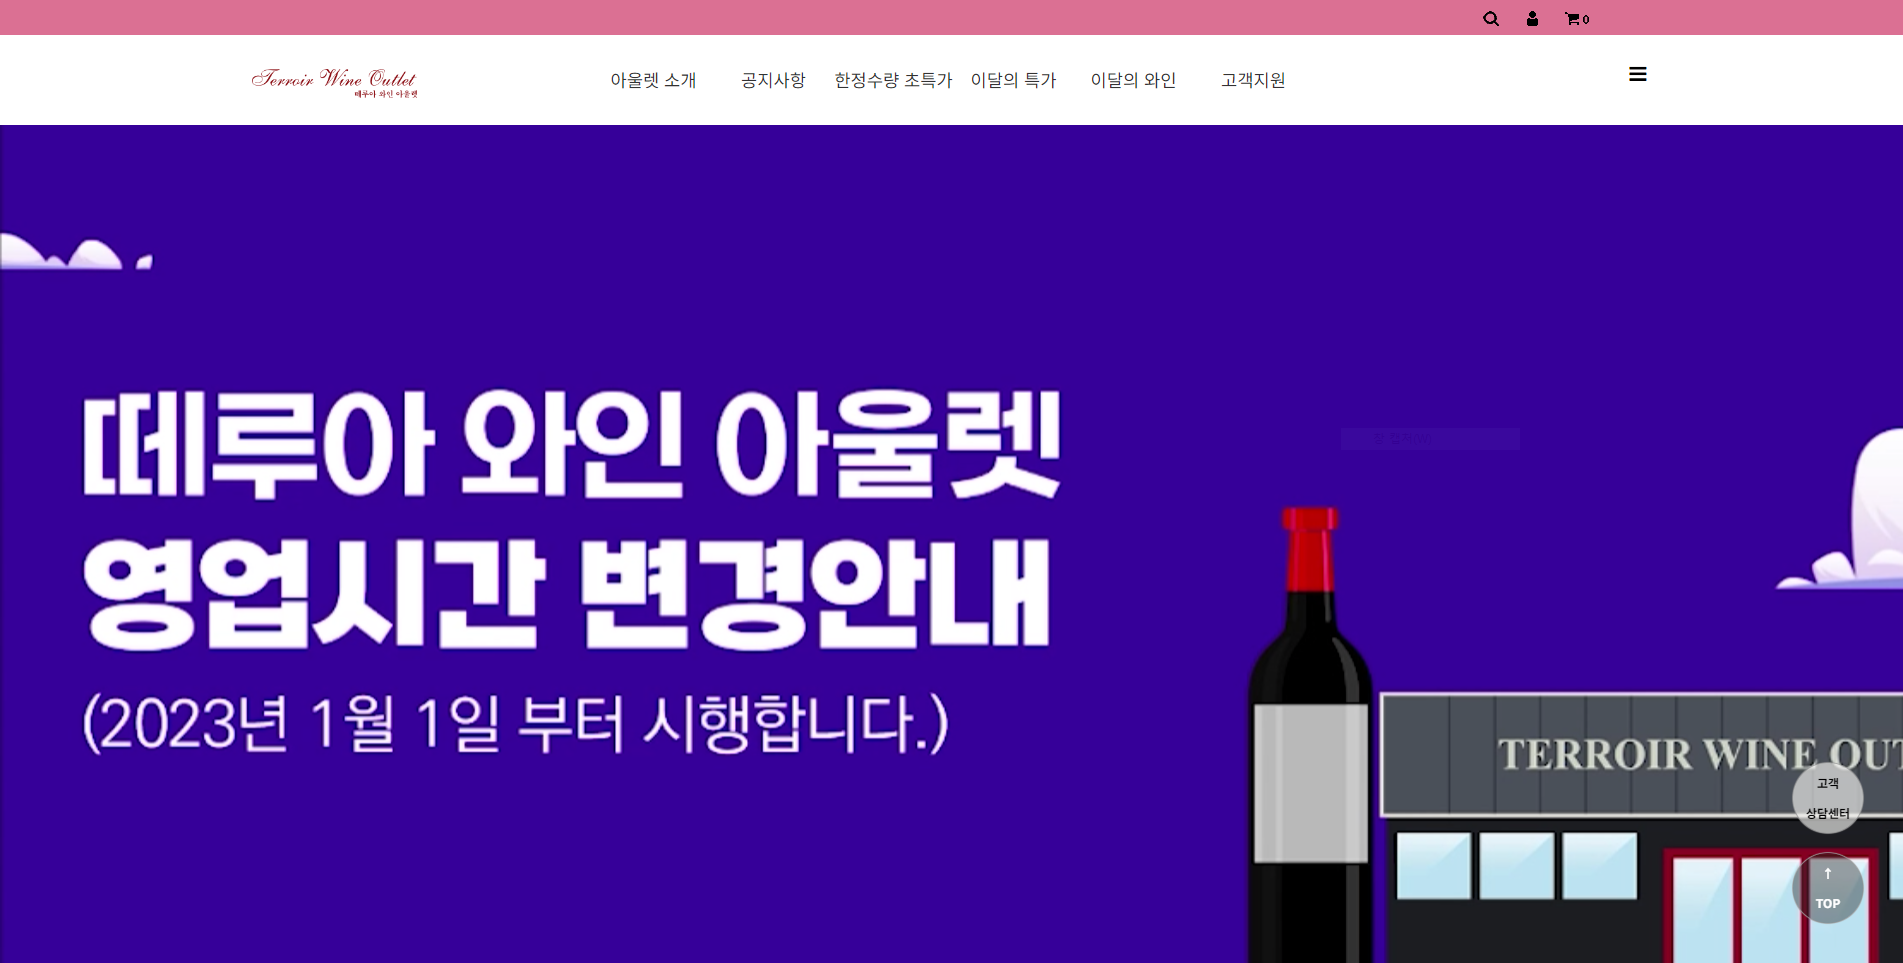 0
Terroir Wine Outlet
떼루아 와인 아울렛
아울렛 소개 공지사항 한정수량 초특가 이달의 특가 이달의 와인 고객지원
떼루아 와인 아울렛
영업시간 변경안내
(2023년 1월 1일 부터 시행합니다.)
TERROIR WINE OUT
고객
상담센터
↑
TOP